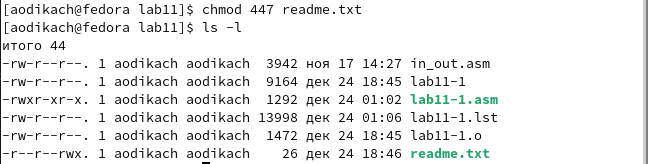 [aodikach@fedora lab11]$ chmod 447 readme.txt
[aodikach@fedora lab11]$ ls -l
итого 44
-rw-r--r--. 1 aodikach aodikach  3942 ноя 17 14:27 in_out.asm
-rw-r--r--. 1 aodikach aodikach  9164 дек 24 18:45 lab11-1
-rwxr-xr-x. 1 aodikach aodikach  1292 дек 24 01:02 lab11-1.asm
-rw-r--r--. 1 aodikach aodikach 13998 дек 24 01:06 lab11-1.lst
-rw-r--r--. 1 aodikach aodikach  1472 дек 24 18:45 lab11-1.o
-r--r--rwx. 1 aodikach aodikach    26 дек 24 18:46 readme.txt